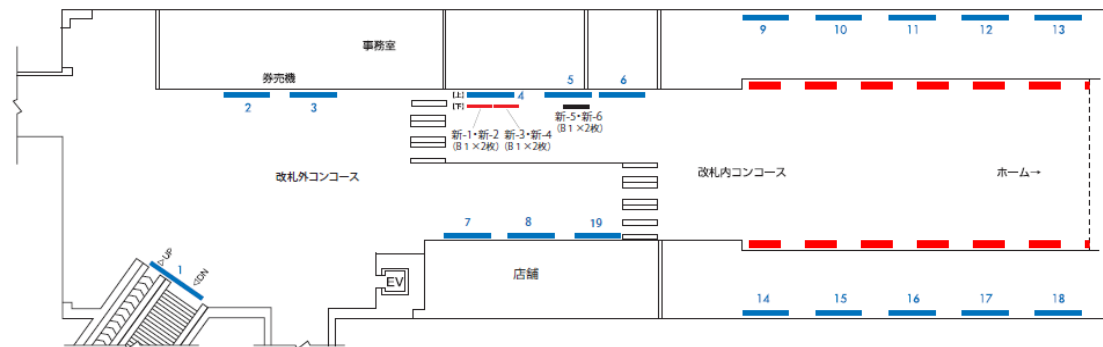 9
10
11
12
13
事務室
券売機
2
3
[上]
[下]
4
5
6
新-1・新-2
(B1×2枚)
新-3・新-4
(B1×2枚)
新-5・新-6
(B1×2枚)
改札外コンコース
改札内コンコース
ホーム→
7
8
19
店舗
EV
1
△UP
◁DN
14
15
16
17
18